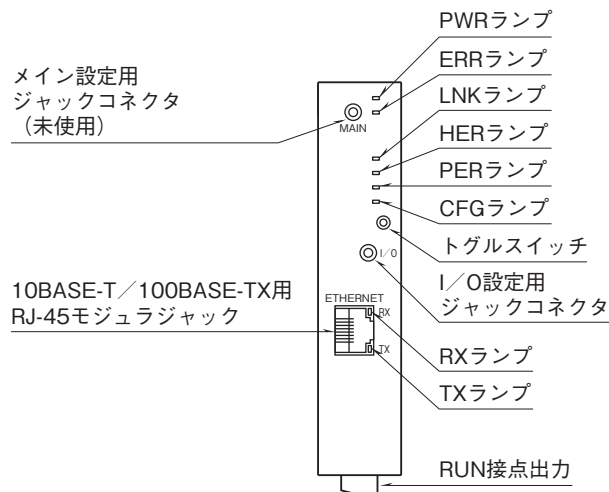 PWRランプ
ERRランプ
メイン設定用
ジャックコネクタ
（未使用）
LNKランプ
MAIN
HERランプ
PERランプ
CFGランプ
トグルスイッチ
I／O
I／O設定用
ジャックコネクタ
10BASE-T／100BASE-TX用
RJ-45モジュラジャック
ETHERNET
RX
TX
RXランプ
TXランプ
RUN接点出力